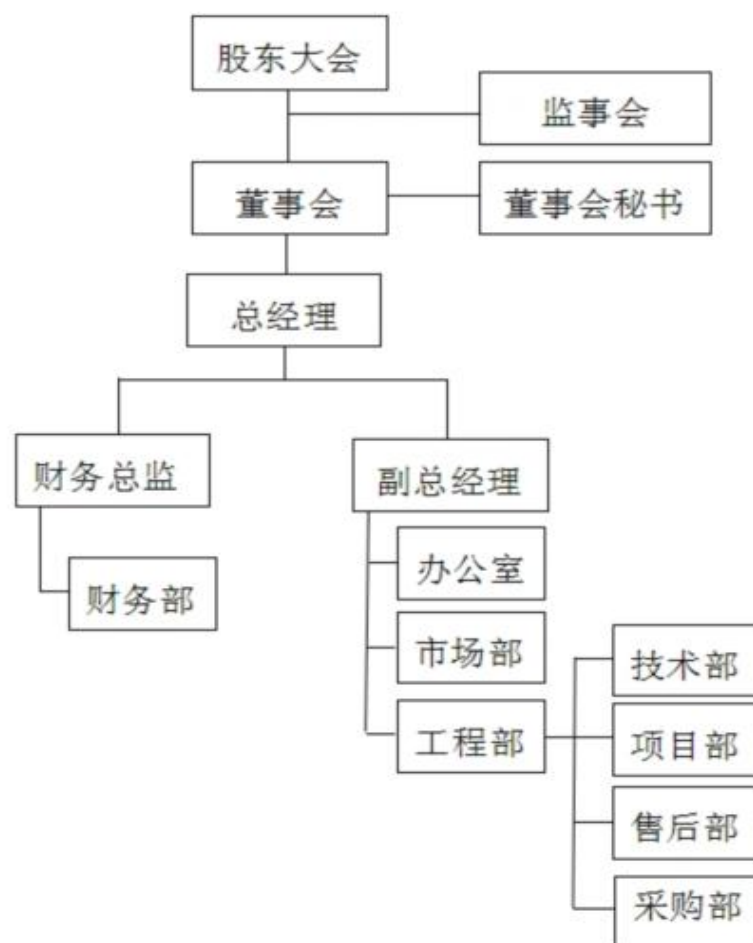 股东大会
监事会
董事会
董事会秘书
总经理
财务总监
副总经理
办公室
财务部
市场部
技术部
工程部
项目部
售后部
采购部